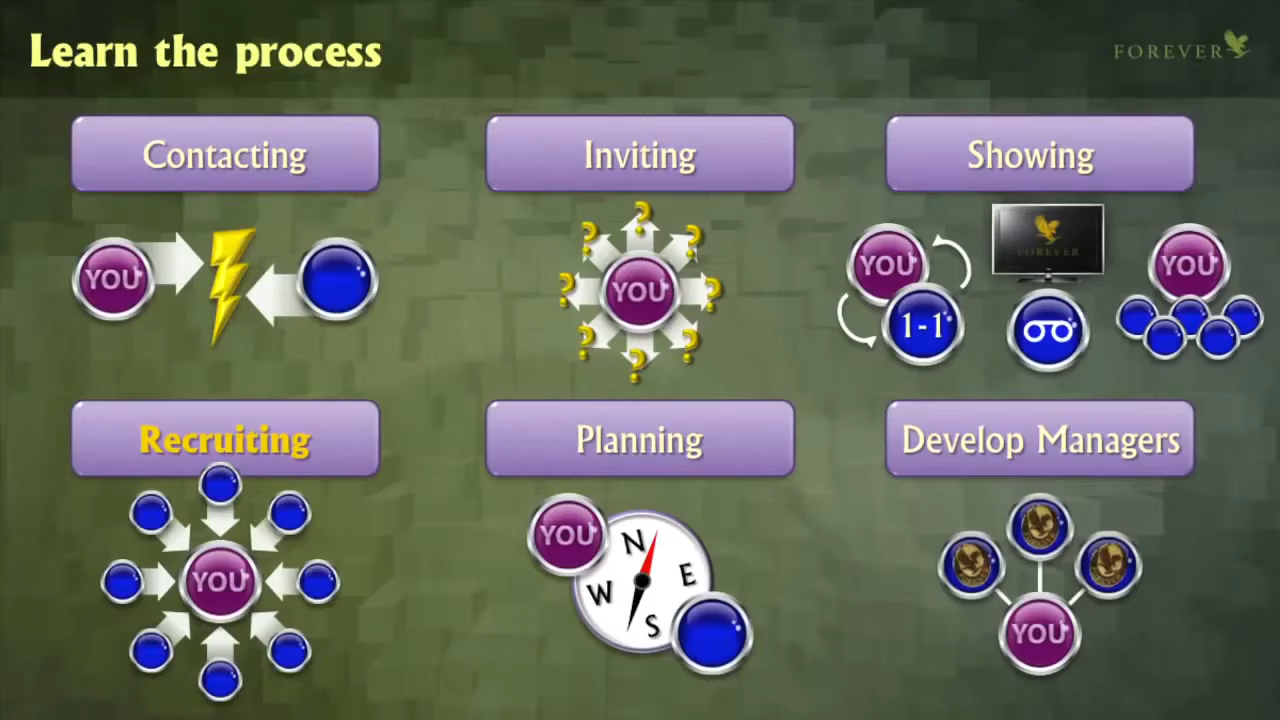 Learn the process
FOREVER
Contacting
Inviting
Showing
YOU
?
?
?
?
YOU
?
?
?
?
YOU
1-1
FOREVER
YOU
Recruiting
Planning
Develop Managers
YOU
YOU
N
E
W
S
YOU